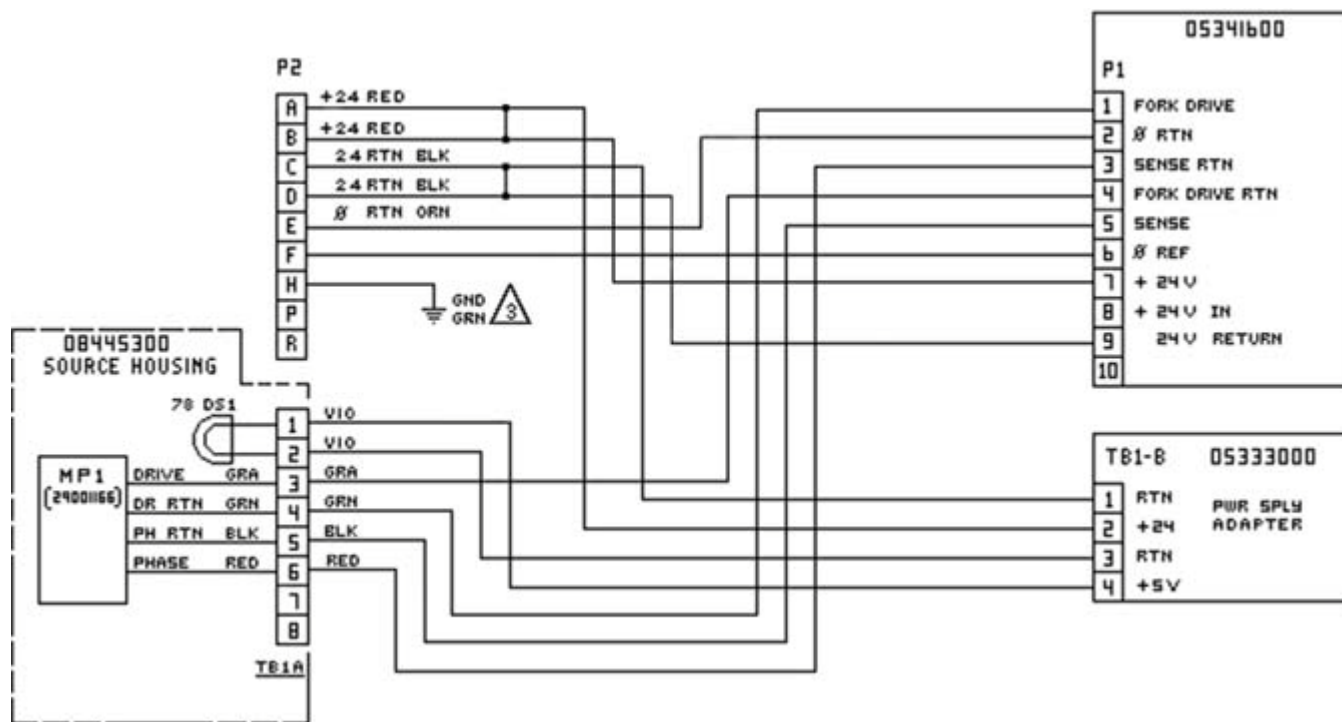 05341600
P2
P1
A +24 RED
B +24 RED
C 24 RTN BLK
D 24 RTN BLK
E Ø RTN ORN
F
H
P
R
GND
GRN
3
1 FORK DRIVE
2 Ø RTN
3 SENSE RTN
4 FORK DRIVE RTN
5 SENSE
6 Ø REF
7 + 24 V
8 + 24 V IN
9 24 V RETURN
10
08445300
SOURCE HOUSING
78 DS1
MP1
(29001166)
DRIVE GRA
DR RTN GRN
PH RTN BLK
PHASE RED
1 VIO
2 VIO
3 GRA
4 GRN
5 BLK
6 RED
7
8
TB1A
TB1-B 05333000
1 RTN
2 +24
3 RTN
4 +5V
PWR SPLY
ADAPTER